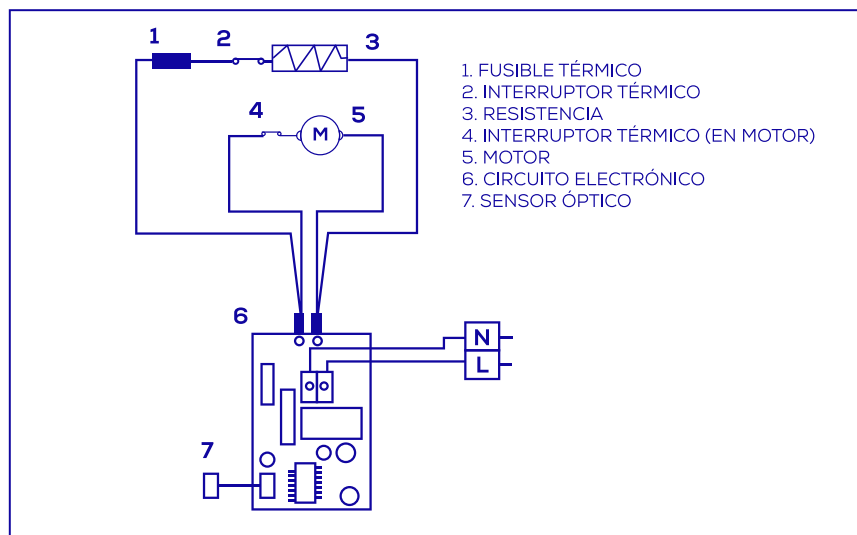 1
2
3
1. FUSIBLE TÉRMICO
2. INTERRUPTOR TÉRMICO
3. RESISTENCIA
4. INTERRUPTOR TÉRMICO (EN MOTOR)
5. MOTOR
6. CIRCUITO ELECTRÓNICO
7. SENSOR ÓPTICO
4
5
M
6
N
L
7